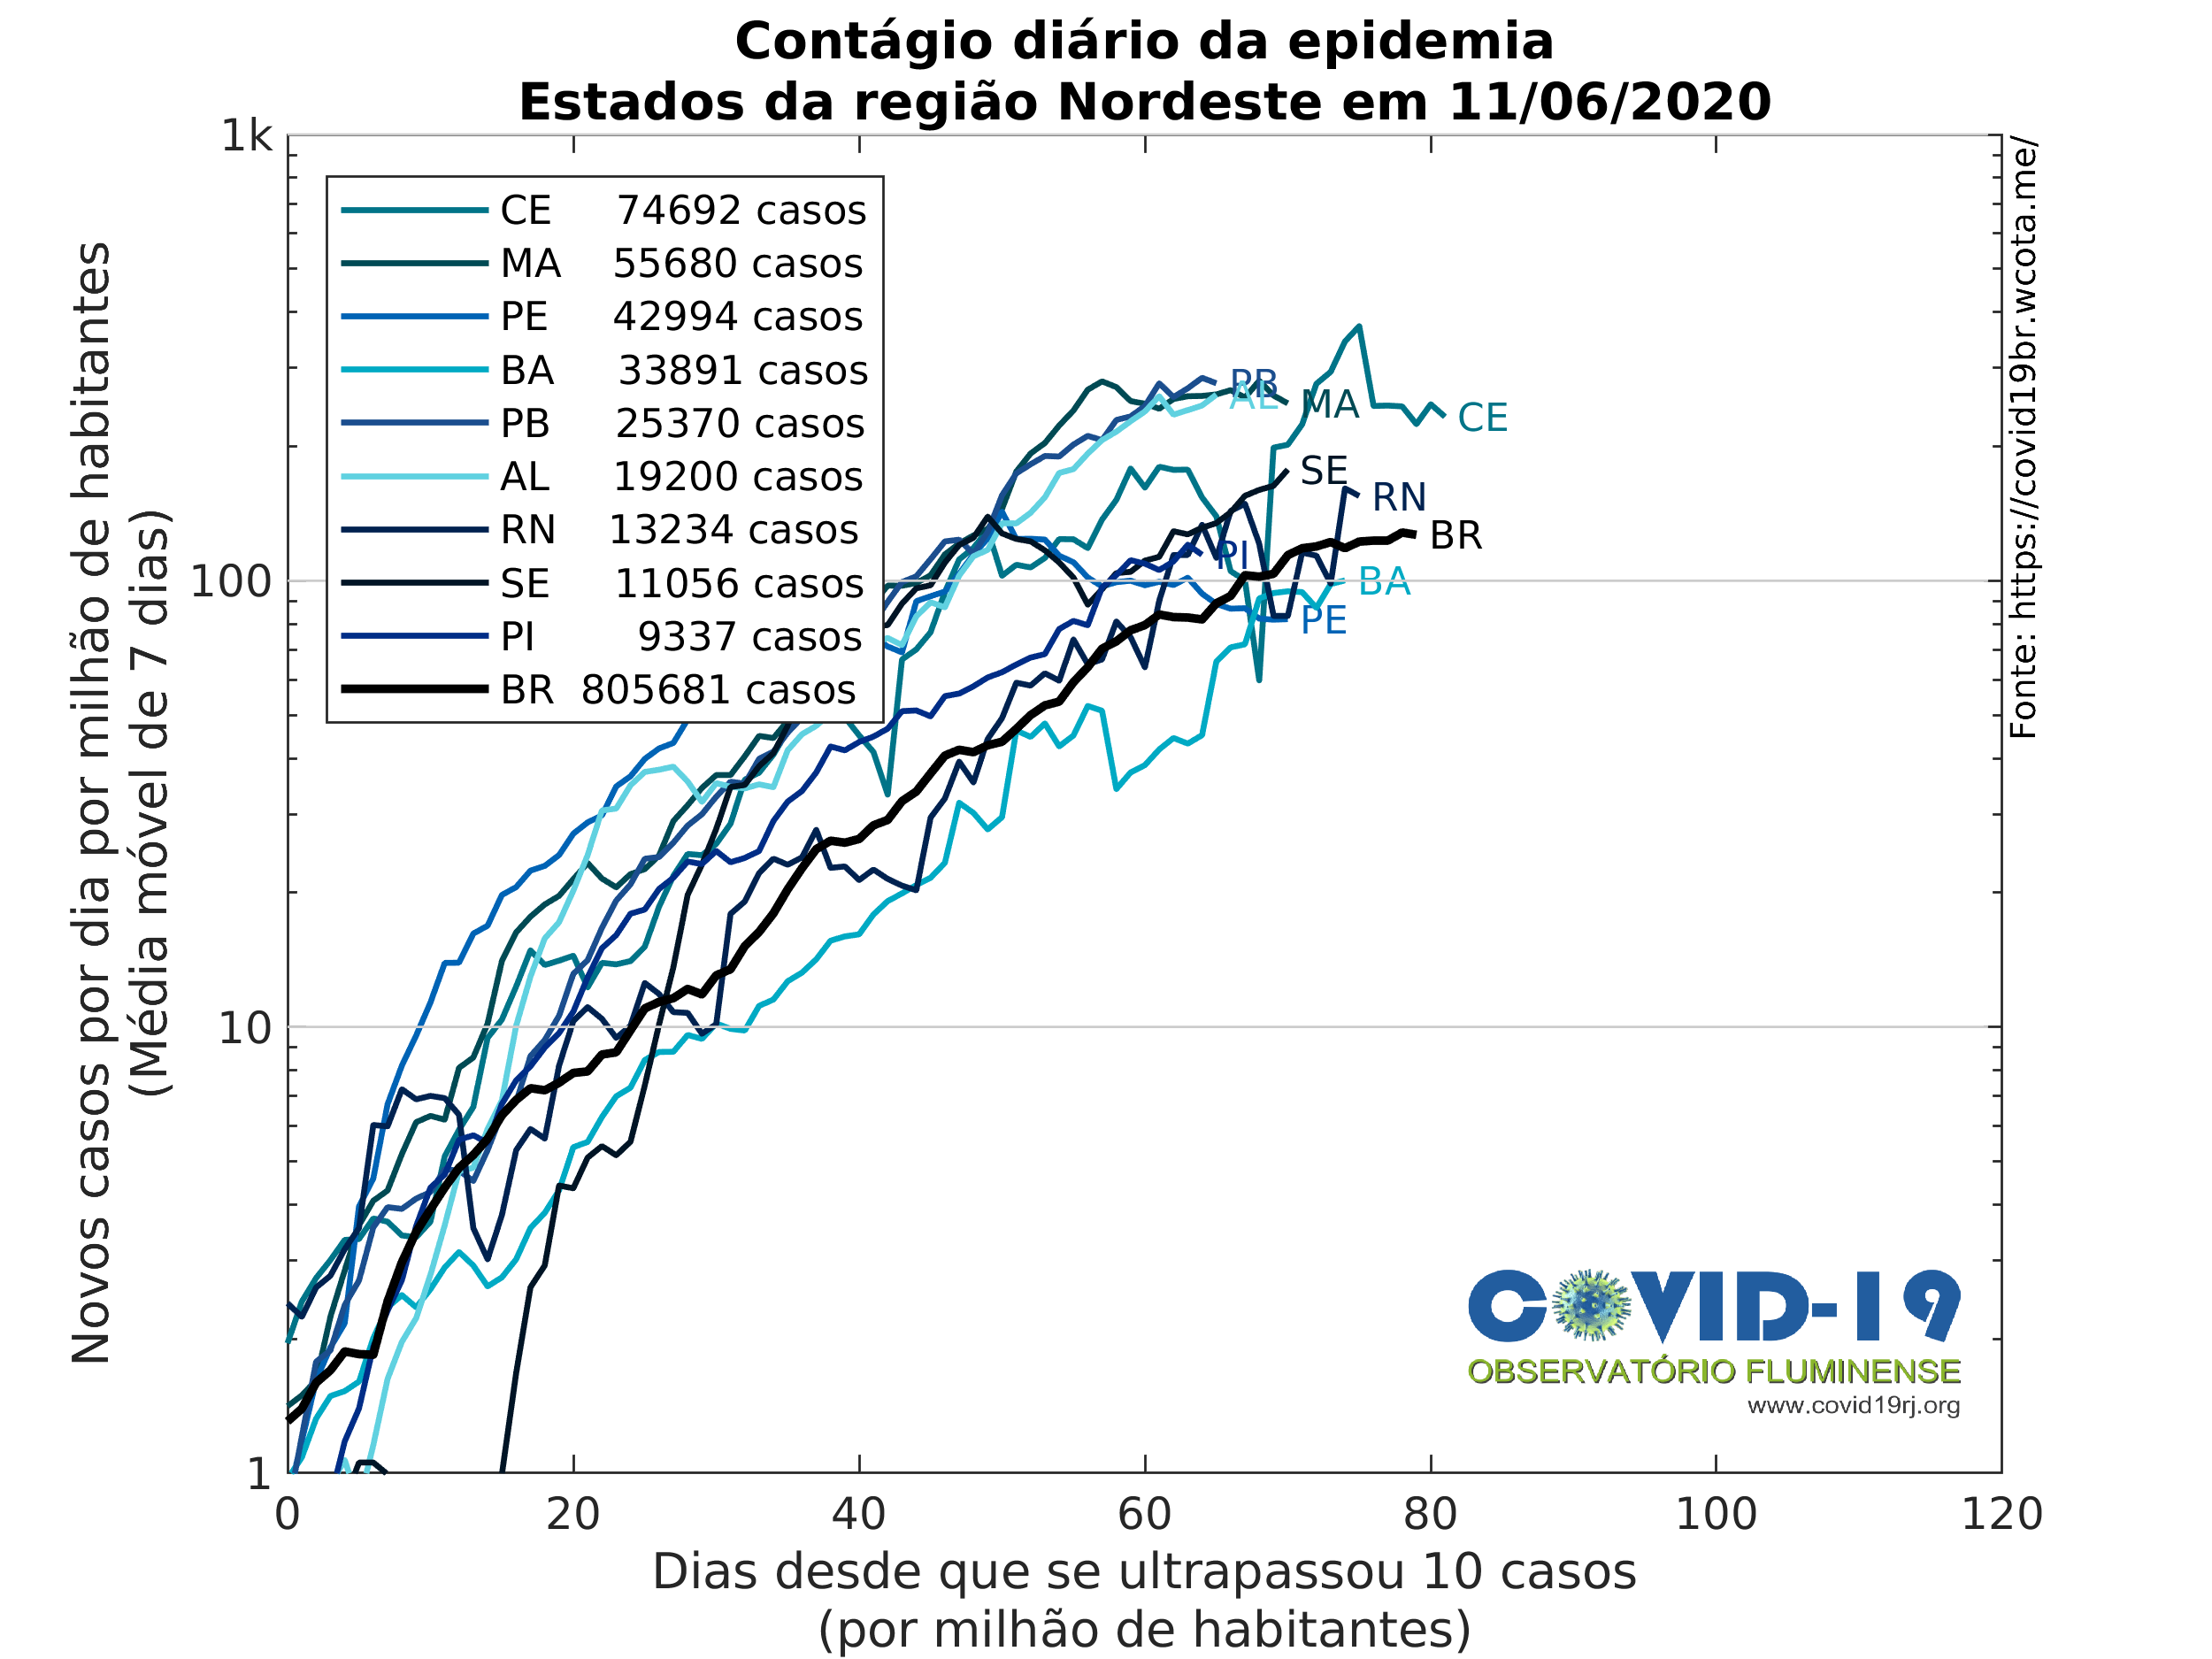 Contágio diário da epidemia
Estados da região Nordeste em 11/06/2020
Novos casos por dia por milhão de habitantes
(Média móvel de 7 dias)
1k
100
10
1
CE 74692 casos
MA 55680 casos
PE 42994 casos
BA 33891 casos
PB 25370 casos
AL 19200 casos
RN 13234 casos
SE 11056 casos
PI 9337 casos
BR 805681 casos
PB
AL
MA
CE
SE
RN
BR
PI
BA
PE
Fonte: https://covid19br.wcota.me/
COVID-19
OBSERVATÓRIO FLUMINENSE
www.covid19rj.org
0 20 40 60 80 100 120
Dias desde que se ultrapassou 10 casos
(por milhão de habitantes)